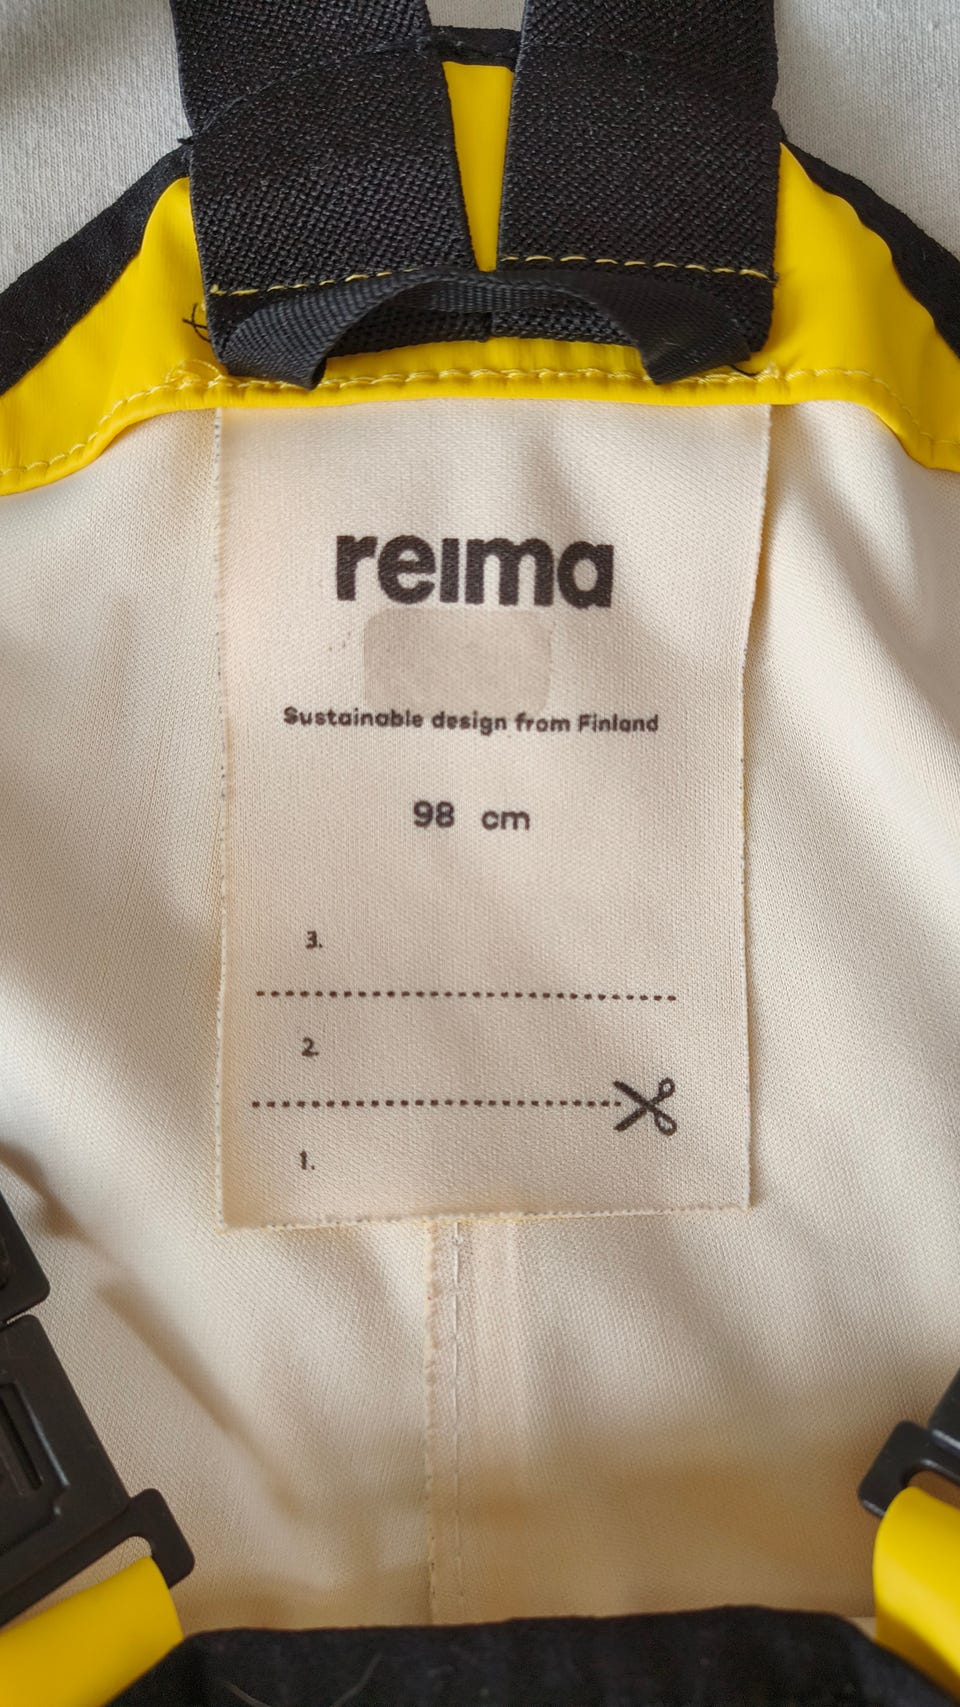 reima
Sustainable design from Finland
98 cm
3.
2.
1.